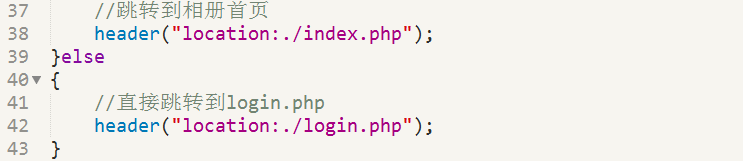 37 //跳转到相册首页
38 header("location:./index.php");
39 }else
40 {
41 //直接跳转到login.php
42 header("location:./login.php");
43 }